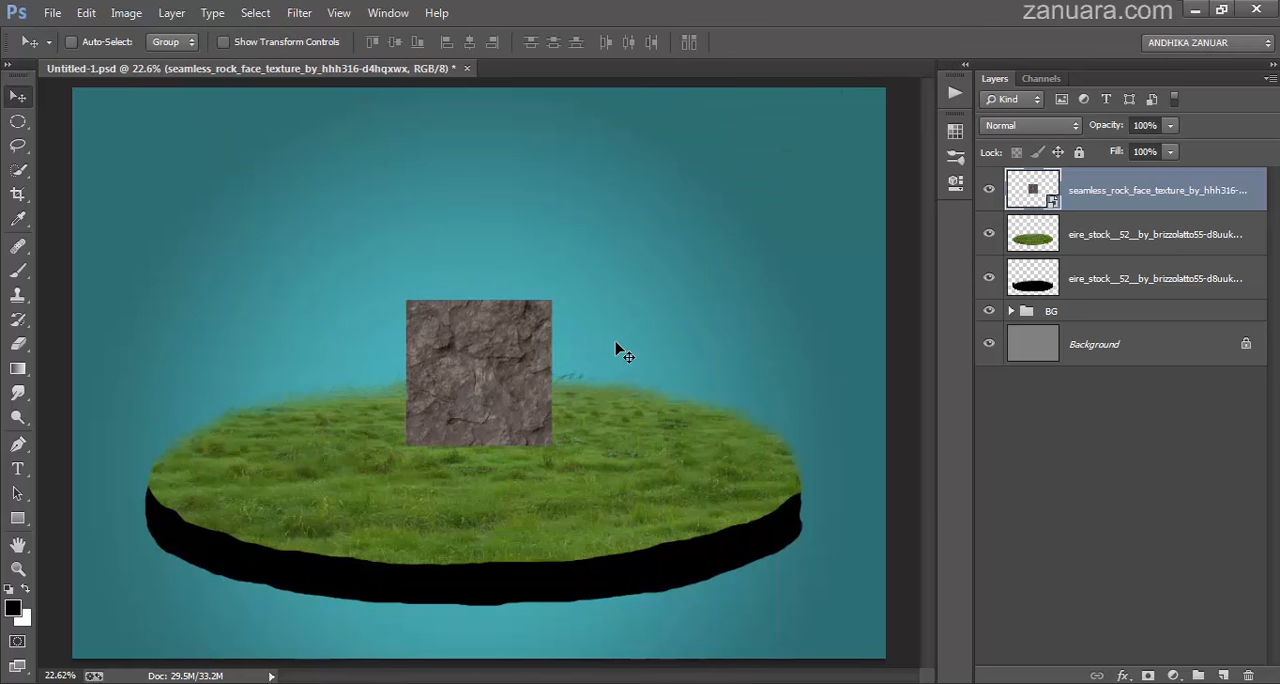 zanuara.com
Ps File Edit Image Layer Type Select Filter View Window Help
Auto-Select: Group Show Transform Controls ANDHIKA ZANUAR
Untitled-1.psd @ 22.6% (seamless_rock_face_texture_by_hhh316-d4hqxwx, RGB/8) * ×
Layers Channels
Kind
Normal Opacity: 100%
Lock: Fill: 100%
seamless_rock_face_texture_by_hhh316-...
eire_stock__52__by_brizzolatto55-d8uuk...
eire_stock__52__by_brizzolatto55-d8uuk...
BG
Background
22.62% Doc: 29.5M/33.2M